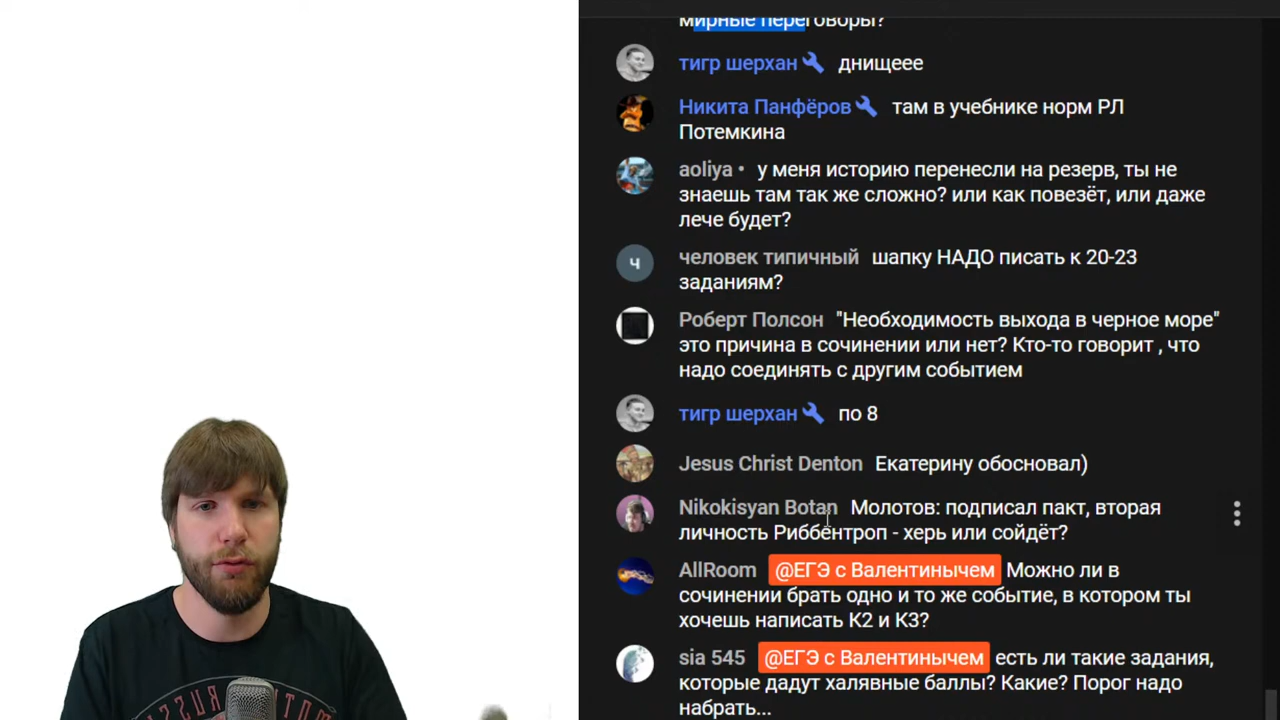 мирные переговоры?
тигр шерхан днищеее
Никита Панфёров там в учебнике норм РЛ
Потемкина
aoliya • у меня историю перенесли на резерв, ты не
знаешь там так же сложно? или как повезёт, или даже
лече будет?
ч
человек типичный шапку НАДО писать к 20-23
заданиям?
Роберт Полсон "Необходимость выхода в черное море"
это причина в сочинении или нет? Кто-то говорит , что
надо соединять с другим событием
тигр шерхан по 8
Jesus Christ Denton Екатерину обосновал)
Nikokisyan Botan Молотов: подписал пакт, вторая
личность Риббентроп - херь или сойдёт?
AllRoom @ЕГЭ с Валентинычем Можно ли в
сочинении брать одно и то же событие, в котором ты
хочешь написать К2 и К3?
sia 545 @ЕГЭ с Валентинычем есть ли такие задания,
которые дадут халявные баллы? Какие? Порог надо
набрать...